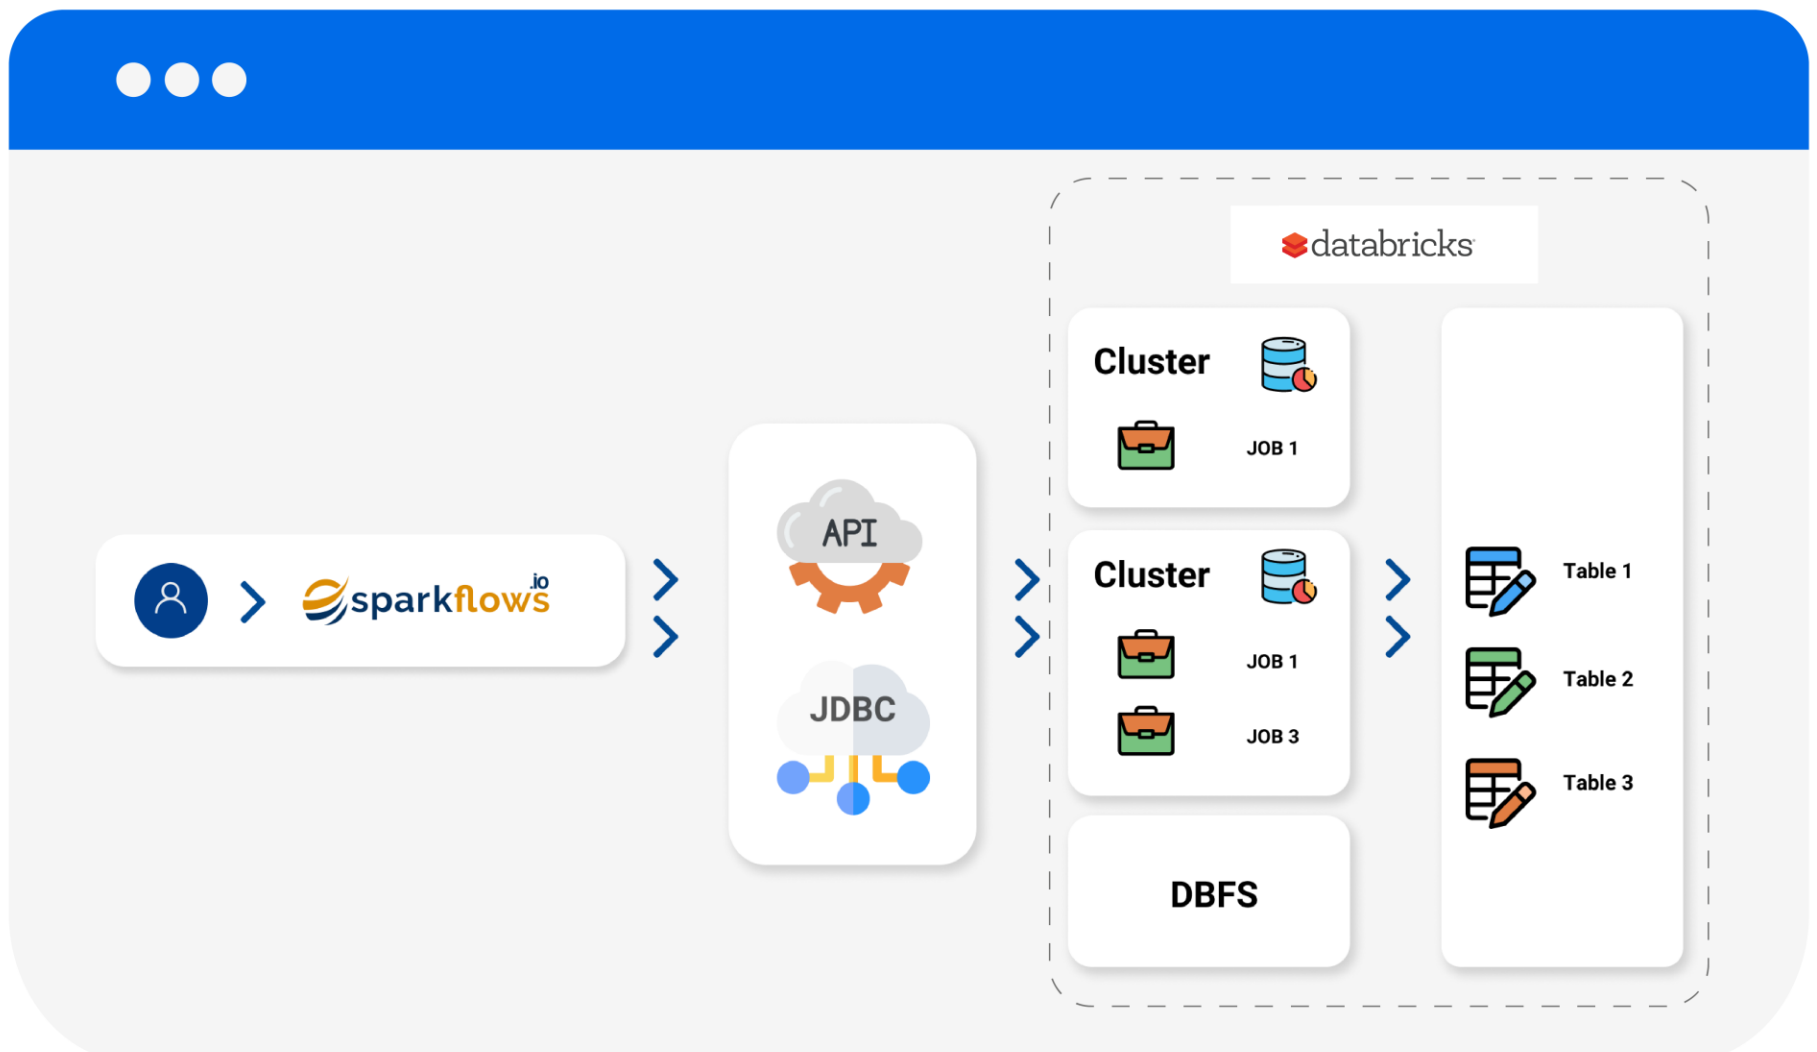 sparkflows.io
API
JDBC
databricks
Cluster
JOB 1
Cluster
JOB 1
JOB 3
DBFS
Table 1
Table 2
Table 3